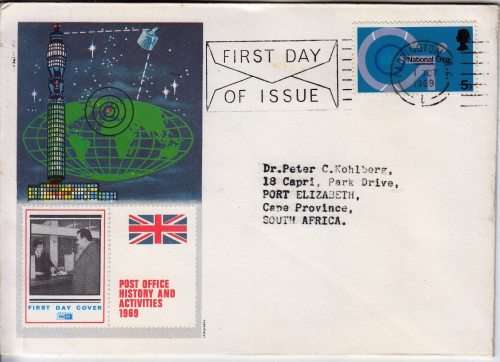 FIRST DAY
OF ISSUE
National Giro
5d
1969
Dr.Peter C.Kohlberg,
18 Capri, Park Drive,
PORT ELIZABETH,
Cape Province,
SOUTH AFRICA.
POST OFFICE
HISTORY AND
ACTIVITIES
1969
FIRST DAY COVER